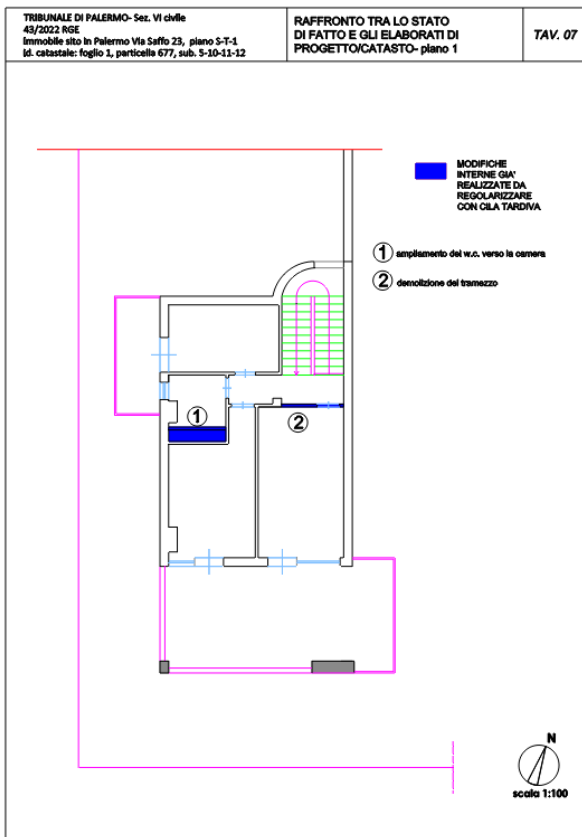 TRIBUNALE DI PALERMO- Sez. VI civile
43/2022 RGE
Immobile sito in Palermo Via Saffo 23, piano S-T-1
id. catastale: foglio 1, particella 677, sub. 5-10-11-12
RAFFRONTO TRA LO STATO
DI FATTO E GLI ELABORATI DI
PROGETTO/CATASTO- piano 1
TAV. 07
MODIFICHE
INTERNE GIA'
REALIZZATE DA
REGOLARIZZARE
CON CILA TARDIVA
1 ampliamento del w.c. verso la camera
2 demolizione del tramezzo
1
2
N
scala 1:100